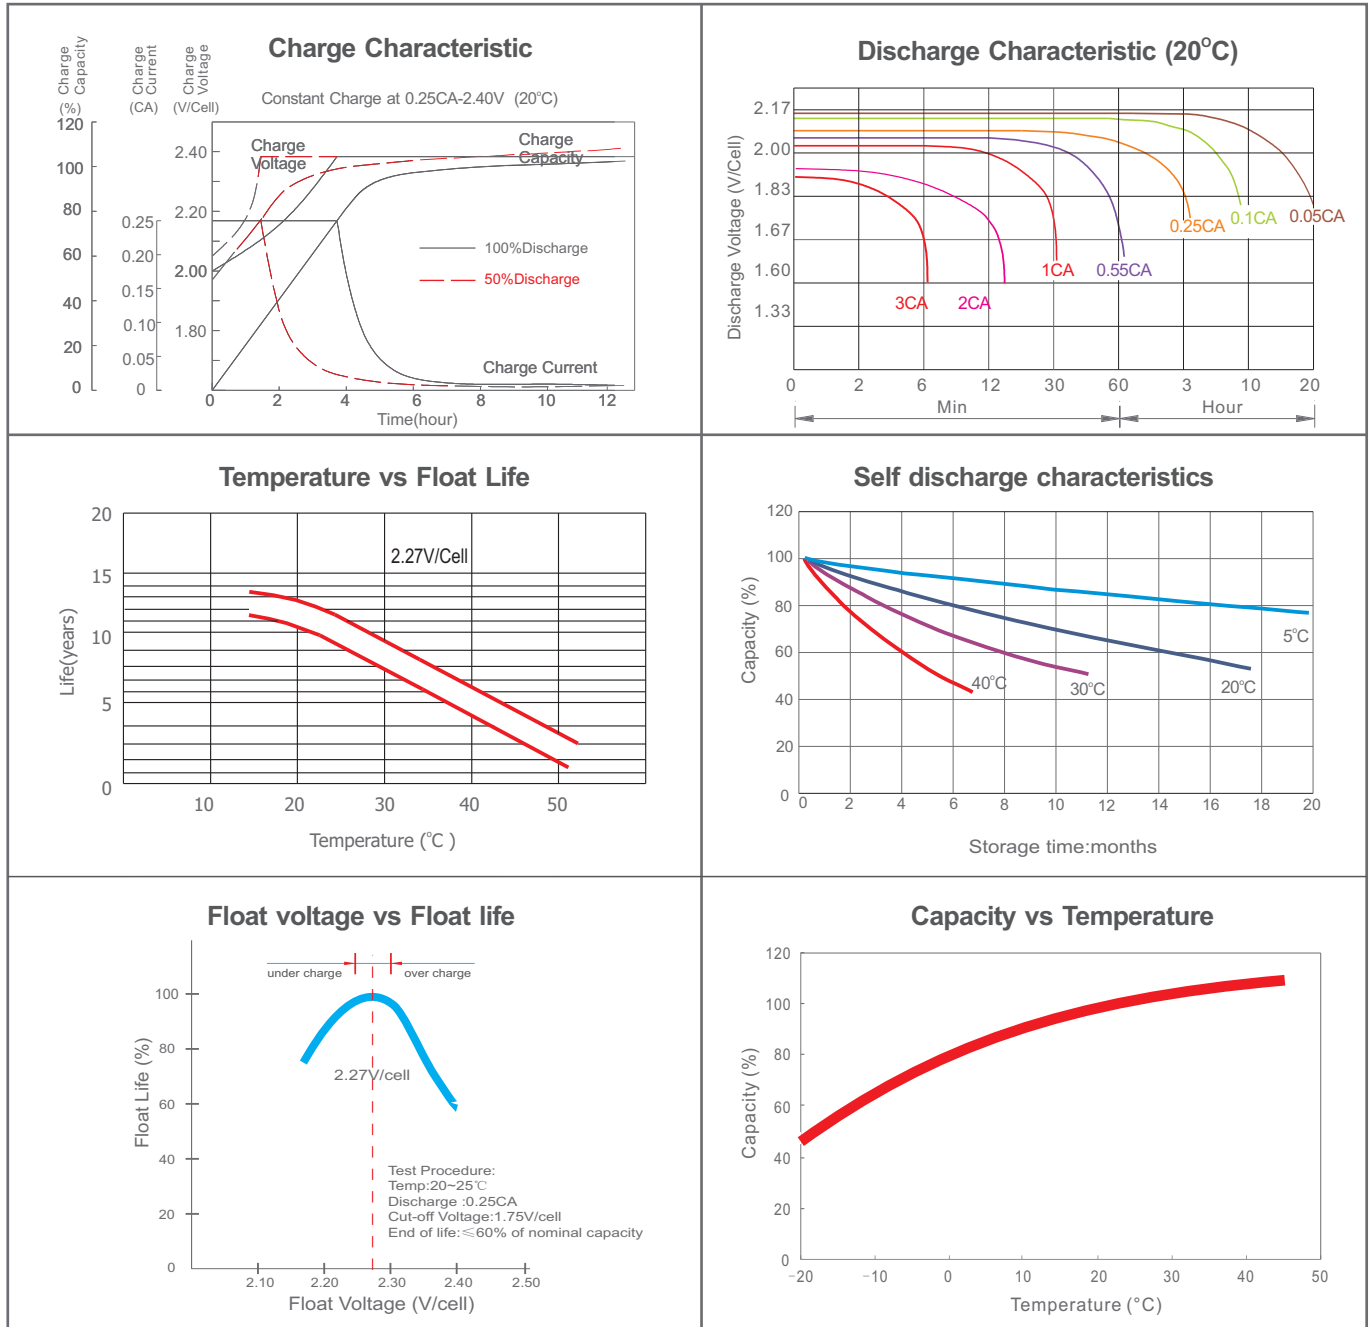 Charge Characteristic
Charge
Capacity
(%)
Charge
Current
(CA)
Charge
Voltage
(V/Cell)
Constant Charge at 0.25CA-2.40V (20°C)
120
100
80
60
40
20
0
0.25
0.20
0.15
0.10
0.05
0
2.40
2.20
2.00
1.80
Charge
Voltage
Charge
Capacity
100%Discharge
50%Discharge
Charge Current
0 2 4 6 8 10 12
Time(hour)
Discharge Characteristic (20°C)
Discharge Voltage (V/Cell)
2.17
2.00
1.83
1.67
1.60
1.33
3CA
2CA
1CA
0.55CA
0.25CA
0.1CA
0.05CA
0 2 6 12 30 60 3 10 20
Min Hour
Temperature vs Float Life
Life(years)
20
15
10
5
0
2.27V/Cell
10 20 30 40 50
Temperature (°C )
Self discharge characteristics
Capacity (%)
120
100
80
60
40
20
0
5°C
20°C
30°C
40°C
0 2 4 6 8 10 12 14 16 18 20
Storage time:months
Float voltage vs Float life
under charge over charge
Float Life (%)
100
80
60
40
20
0
2.27V/cell
Test Procedure:
Temp:20~25℃
Discharge :0.25CA
Cut-off Voltage:1.75V/cell
End of life:≤60% of nominal capacity
2.10 2.20 2.30 2.40 2.50
Float Voltage (V/cell)
Capacity vs Temperature
Capacity (%)
120
100
80
60
40
20
0
−20 −10 0 10 20 30 40 50
Temperature (°C)